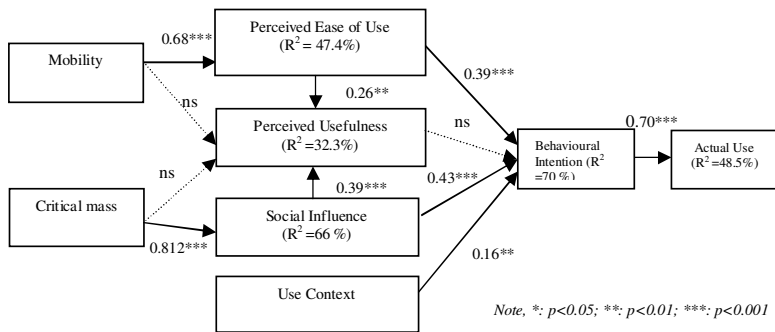 Perceived Ease of Use
(R² = 47.4%)
0.68***
Mobility
0.39***
ns
0.26**
Perceived Usefulness
(R² =32.3%)
ns
0.70***
Behavioural
Intention (R²
=70 %)
Actual Use
(R² =48.5%)
ns
0.39***
0.43***
Critical mass
Social Influence
(R² =66 %)
0.812***
0.16**
Use Context
Note, *: p<0.05; **: p<0.01; ***: p<0.001